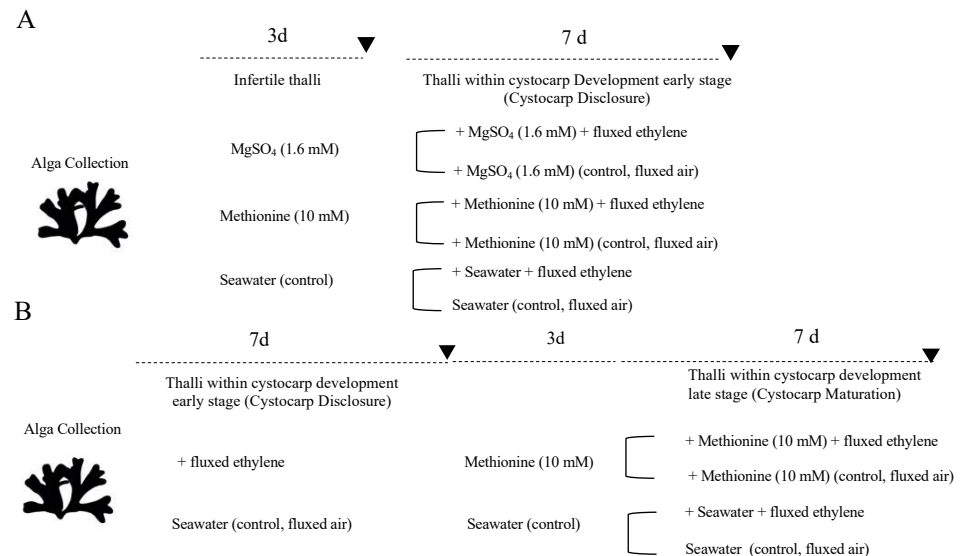 A
3d
7 d
Infertile thalli
Thalli within cystocarp Development early stage
(Cystocarp Disclosure)
MgSO₄ (1.6 mM)
+ MgSO₄ (1.6 mM) + fluxed ethylene
+ MgSO₄ (1.6 mM) (control, fluxed air)
Alga Collection
Methionine (10 mM)
+ Methionine (10 mM) + fluxed ethylene
+ Methionine (10 mM) (control, fluxed air)
Seawater (control)
+ Seawater + fluxed ethylene
Seawater (control, fluxed air)
B
7d
3d
7 d
Thalli within cystocarp development
early stage (Cystocarp Disclosure)
Thalli within cystocarp development
late stage (Cystocarp Maturation)
Alga Collection
+ fluxed ethylene
Methionine (10 mM)
+ Methionine (10 mM) + fluxed ethylene
+ Methionine (10 mM) (control, fluxed air)
Seawater (control, fluxed air)
Seawater (control)
+ Seawater + fluxed ethylene
Seawater (control, fluxed air)